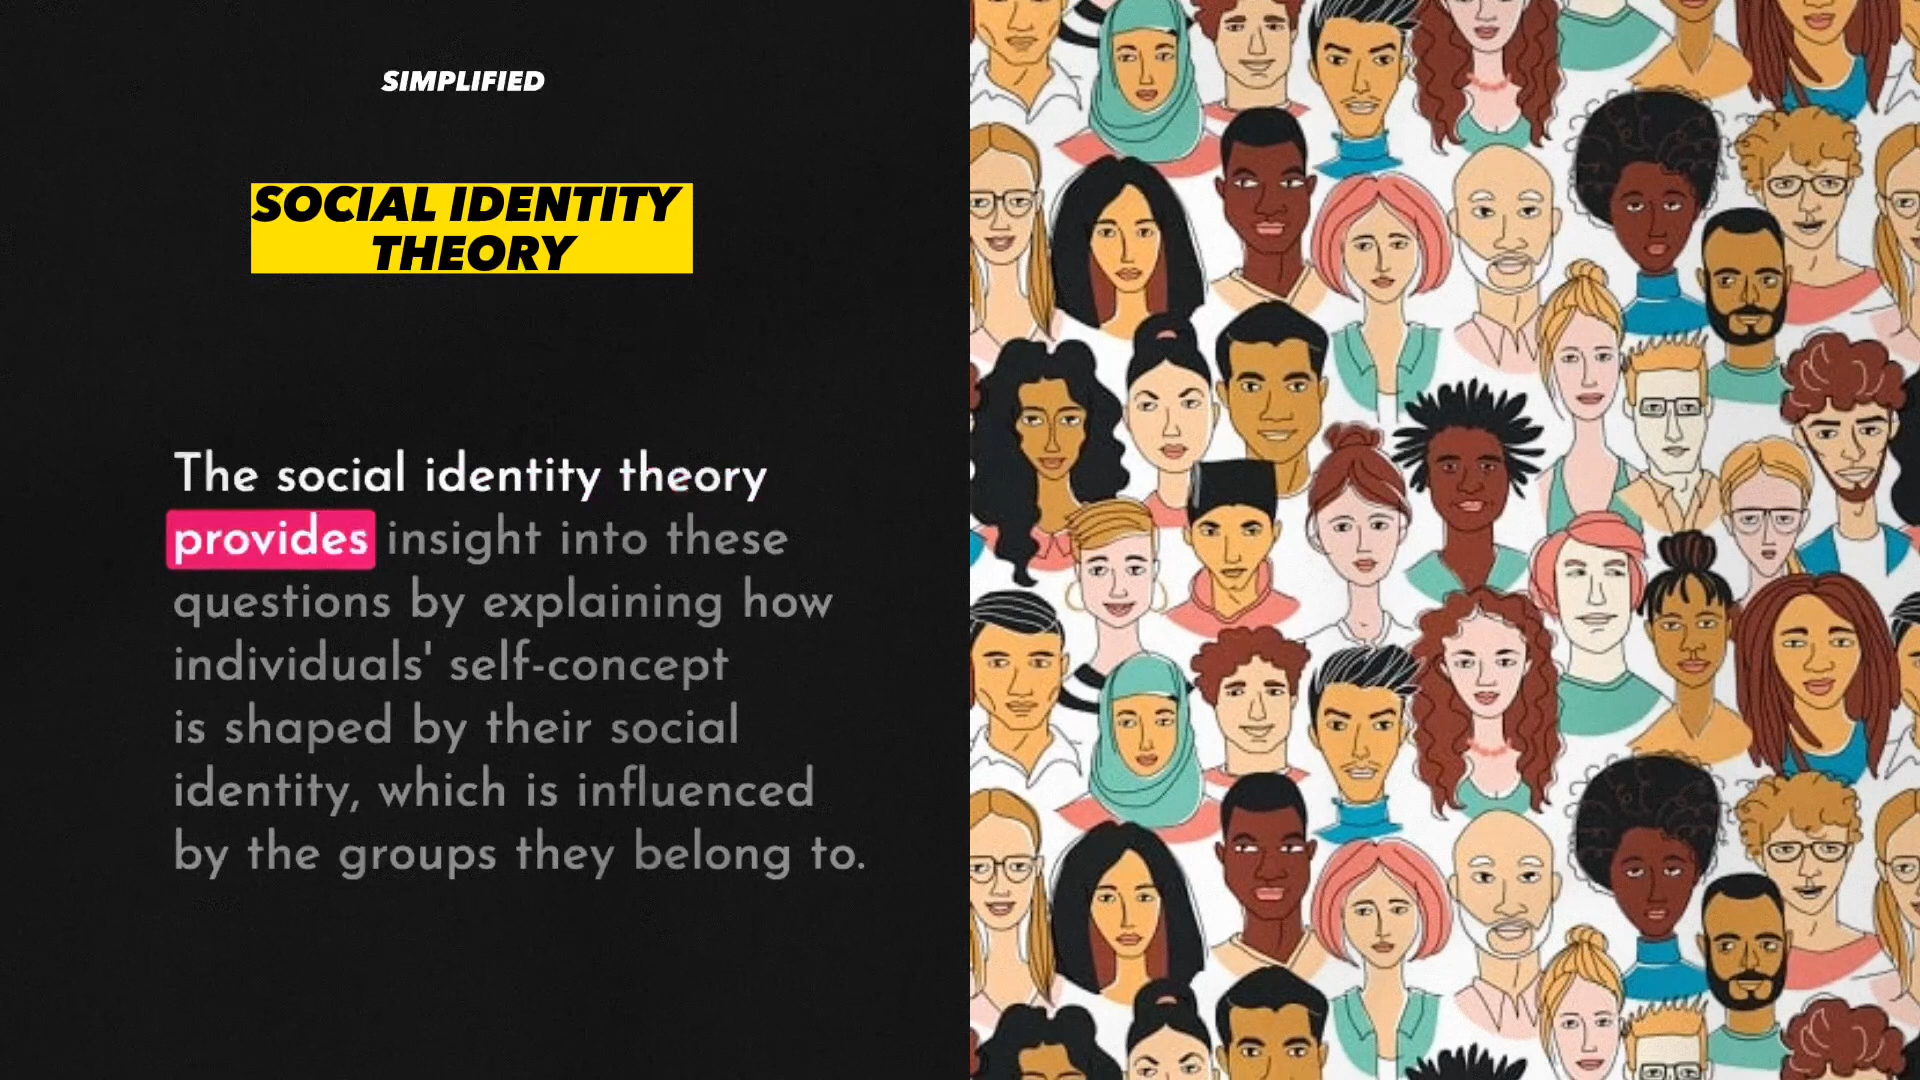 SIMPLIFIED
SOCIAL IDENTITY
THEORY
The social identity theory
provides insight into these
questions by explaining how
individuals' self-concept
is shaped by their social
identity, which is influenced
by the groups they belong to.